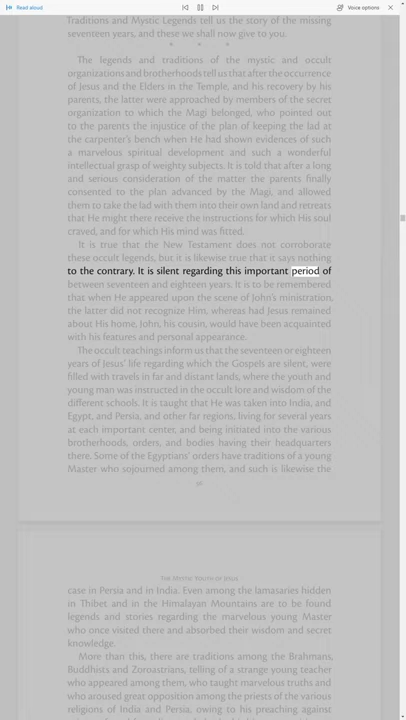 Read aloud
Voice options
Traditions and Mystic Legends tell us the story of the missing
seventeen years, and these we shall now give to you.
* * *
The legends and traditions of the mystic and occult
organizations and brotherhoods tell us that after the occurrence
of Jesus and the Elders in the Temple, and his recovery by his
parents, the latter were approached by members of the secret
organization to which the Magi belonged, who pointed out
to the parents the injustice of the plan of keeping the lad at
the carpenter's bench when He had shown evidences of such
a marvelous spiritual development and such a wonderful
intellectual grasp of weighty subjects. It is told that after a long
and serious consideration of the matter the parents finally
consented to the plan advanced by the Magi, and allowed
them to take the lad with them into their own land and retreats
that He might there receive the instructions for which His soul
craved, and for which His mind was fitted.
It is true that the New Testament does not corroborate
these occult legends, but it is likewise true that it says nothing
to the contrary. It is silent regarding this important period of
between seventeen and eighteen years. It is to be remembered
that when He appeared upon the scene of John's ministration,
the latter did not recognize Him, whereas had Jesus remained
about His home, John, his cousin, would have been acquainted
with his features and personal appearance.
The occult teachings inform us that the seventeen or eighteen
years of Jesus' life regarding which the Gospels are silent, were
filled with travels in far and distant lands, where the youth and
young man was instructed in the occult lore and wisdom of the
different schools. It is taught that He was taken into India, and
Egypt, and Persia, and other far regions, living for several years
at each important center, and being initiated into the various
brotherhoods, orders, and bodies having their headquarters
there. Some of the Egyptians' orders have traditions of a young
Master who sojourned among them, and such is likewise the
The Mystic Youth of Jesus
case in Persia and in India. Even among the lamasaries hidden
in Thibet and in the Himalayan Mountains are to be found
legends and stories regarding the marvelous young Master
who once visited there and absorbed their wisdom and secret
knowledge.
More than this, there are traditions among the Brahmans,
Buddhists and Zoroastrians, telling of a strange young teacher
who appeared among them, who taught marvelous truths and
who aroused great opposition among the priests of the various
religions of India and Persia, owing to his preaching against